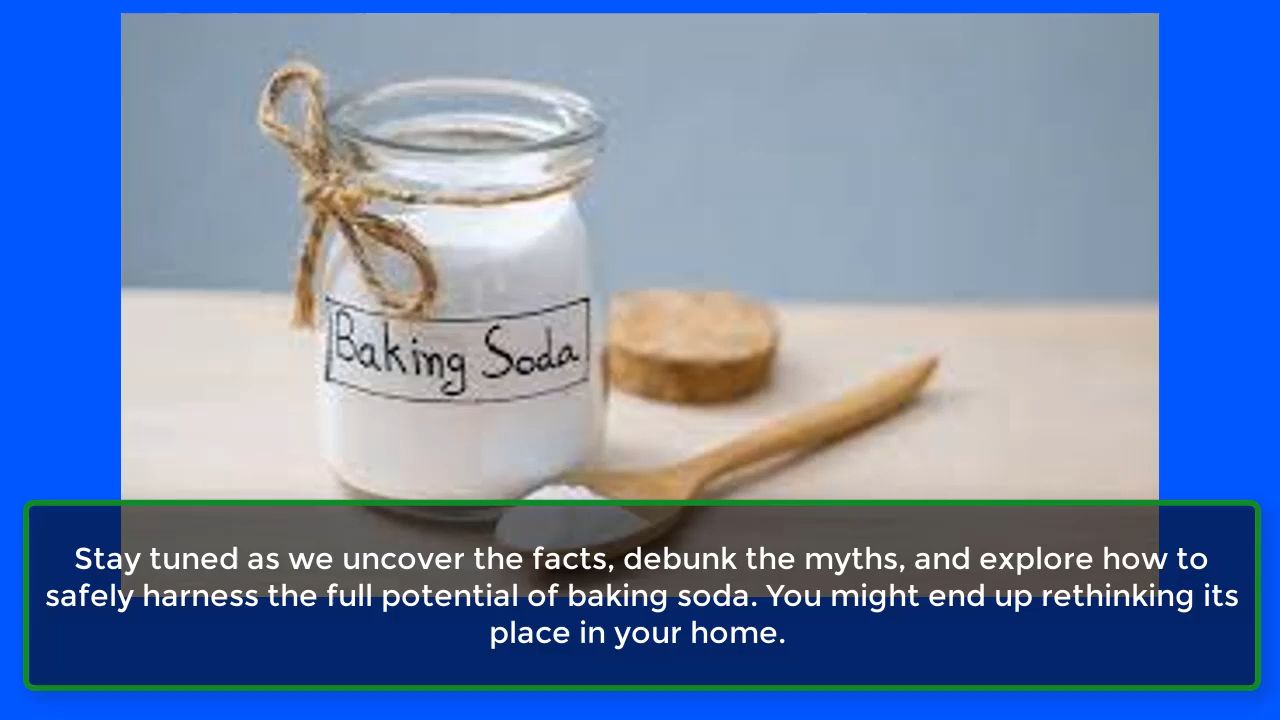 Baking Soda
Stay tuned as we uncover the facts, debunk the myths, and explore how to
safely harness the full potential of baking soda. You might end up rethinking its
place in your home.